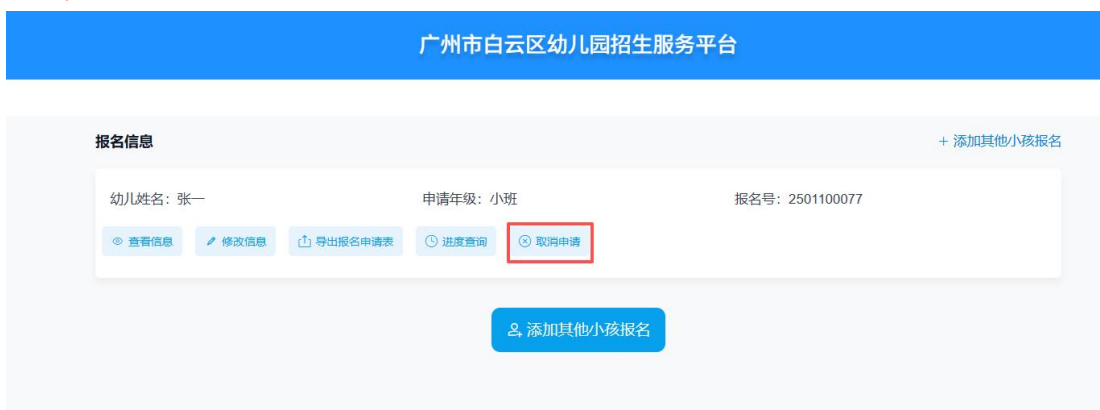 广州市白云区幼儿园招生服务平台
报名信息 + 添加其他小孩报名
幼儿姓名：张一 申请年级：小班 报名号：2501100077
查看信息 修改信息 导出报名申请表 进度查询 取消申请
添加其他小孩报名